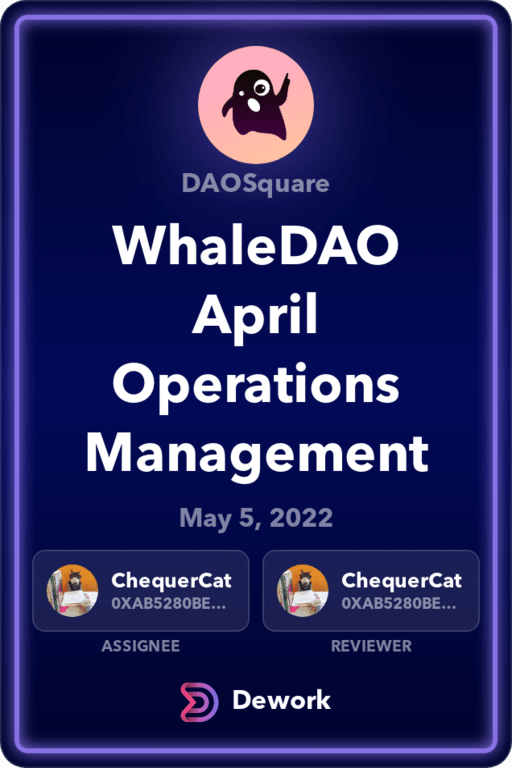 DAOSquare
WhaleDAO
April
Operations
Management
May 5, 2022
ChequerCat
0XAB5280BE...
ASSIGNEE
ChequerCat
0XAB5280BE...
REVIEWER
Dework